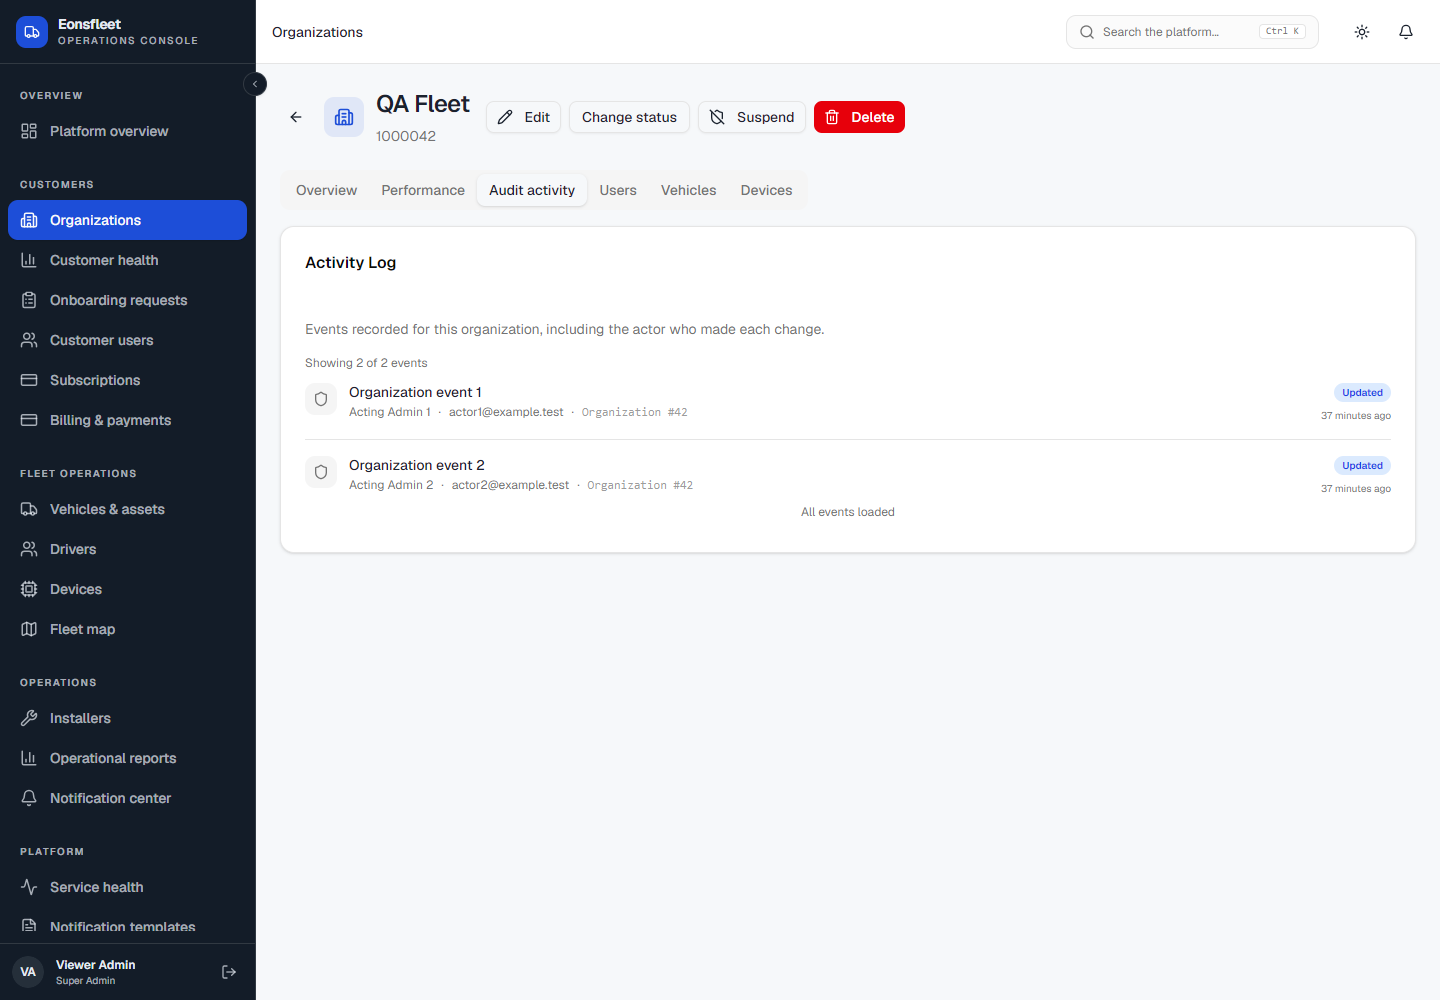 Eonsfleet
OPERATIONS CONSOLE
OVERVIEW
Platform overview
CUSTOMERS
Organizations
Customer health
Onboarding requests
Customer users
Subscriptions
Billing & payments
FLEET OPERATIONS
Vehicles & assets
Drivers
Devices
Fleet map
OPERATIONS
Installers
Operational reports
Notification center
PLATFORM
Service health
Notification templates
VA
Viewer Admin
Super Admin
Organizations
Search the platform...
Ctrl K
QA Fleet
1000042
Edit
Change status
Suspend
Delete
Overview
Performance
Audit activity
Users
Vehicles
Devices
Activity Log
Events recorded for this organization, including the actor who made each change.
Showing 2 of 2 events
Organization event 1
Acting Admin 1 · actor1@example.test · Organization #42
Updated
37 minutes ago
Organization event 2
Acting Admin 2 · actor2@example.test · Organization #42
Updated
37 minutes ago
All events loaded